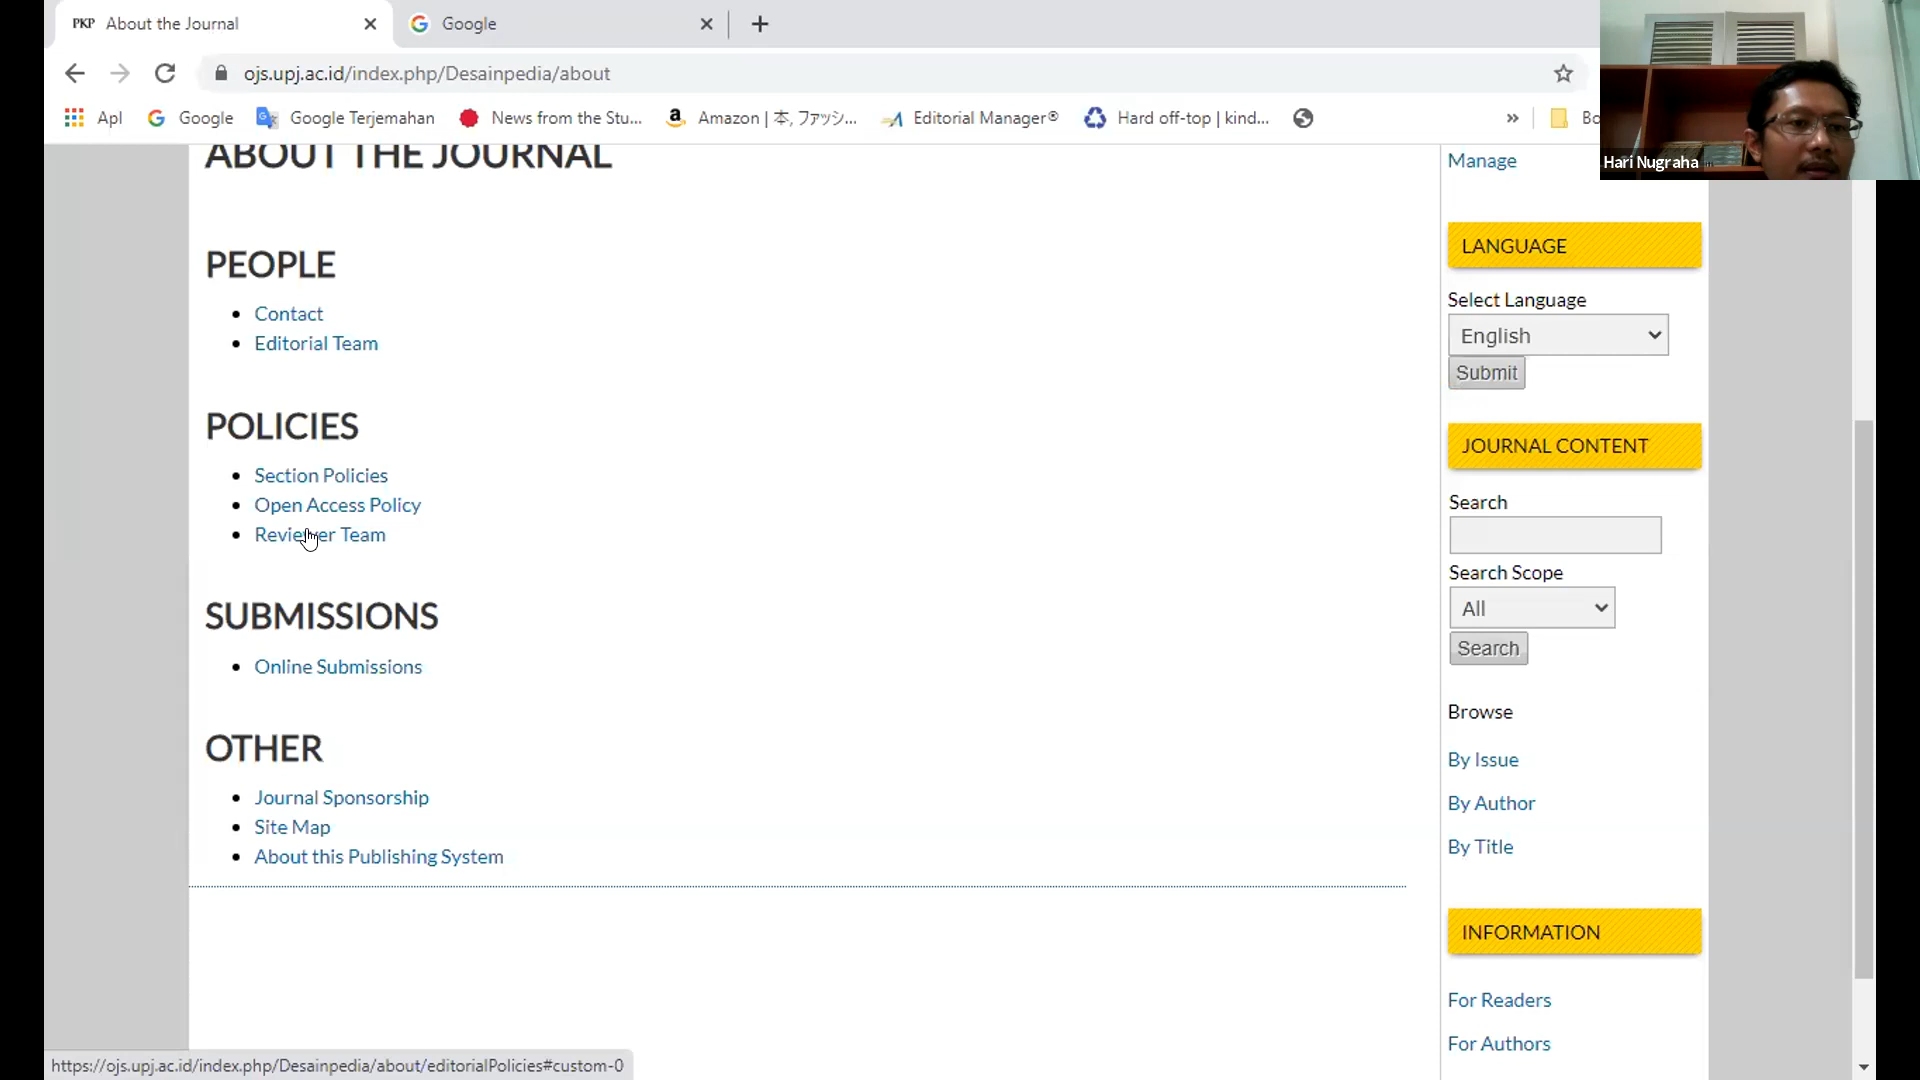 PKP About the Journal
Google
ojs.upj.ac.id/index.php/Desainpedia/about
Apl
Google
Google Terjemahan
News from the Stu...
Amazon | 本, ファッシ...
Editorial Manager®
Hard off-top | kind...
»
Hari Nugraha
ABOUT THE JOURNAL
PEOPLE
Contact
Editorial Team
POLICIES
Section Policies
Open Access Policy
Reviewer Team
SUBMISSIONS
Online Submissions
OTHER
Journal Sponsorship
Site Map
About this Publishing System
Manage
LANGUAGE
Select Language
English
Submit
JOURNAL CONTENT
Search
Search Scope
All
Search
Browse
By Issue
By Author
By Title
INFORMATION
For Readers
For Authors
https://ojs.upj.ac.id/index.php/Desainpedia/about/editorialPolicies#custom-0